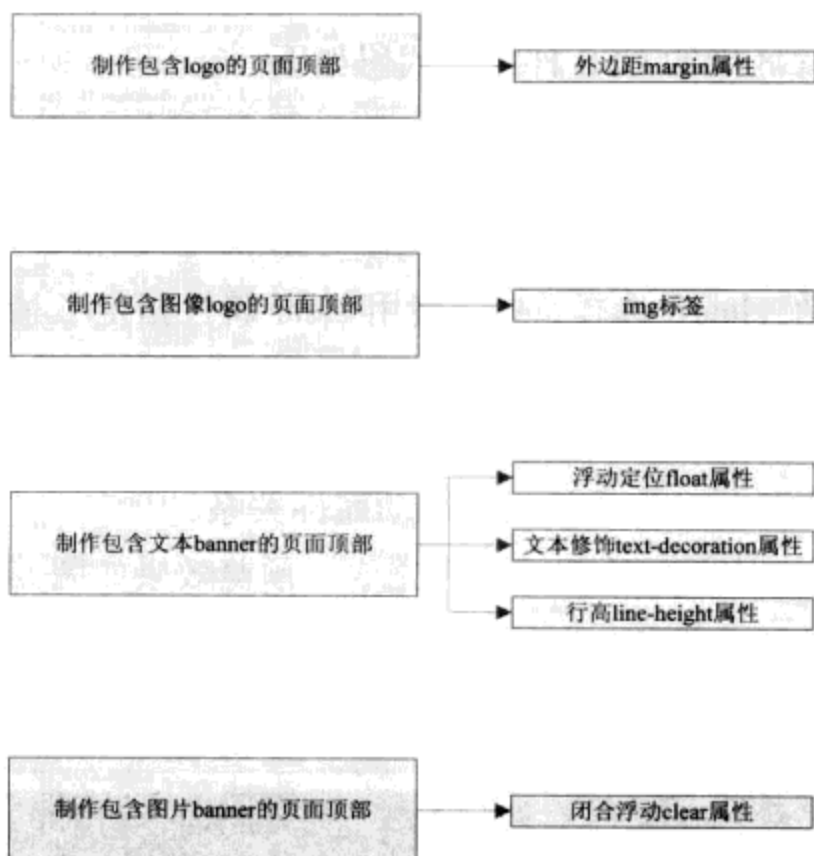 制作包含logo的页面顶部
外边距margin属性
制作包含图像logo的页面顶部
img标签
浮动定位float属性
制作包含文本banner的页面顶部
文本修饰text-decoration属性
行高line-height属性
制作包含图片banner的页面顶部
闭合浮动clear属性